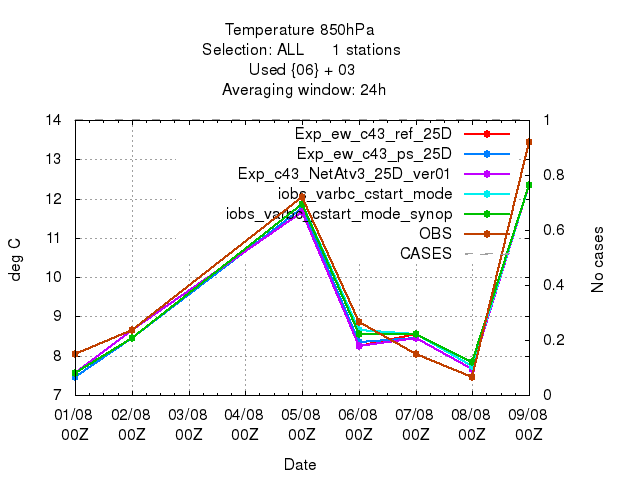 Temperature 850hPa
Selection: ALL 1 stations
Used {06} + 03
Averaging window: 24h
14
13
12
11
10
9
8
7
deg C
1
0.8
0.6
0.4
0.2
0
No cases
Exp_ew_c43_ref_25D
Exp_ew_c43_ps_25D
Exp_c43_NetAtv3_25D_ver01
iobs_varbc_cstart_mode
iobs_varbc_cstart_mode_synop
OBS
CASES
01/08 02/08 03/08 04/08 05/08 06/08 07/08 08/08 09/08
00Z 00Z 00Z 00Z 00Z 00Z 00Z 00Z 00Z
Date